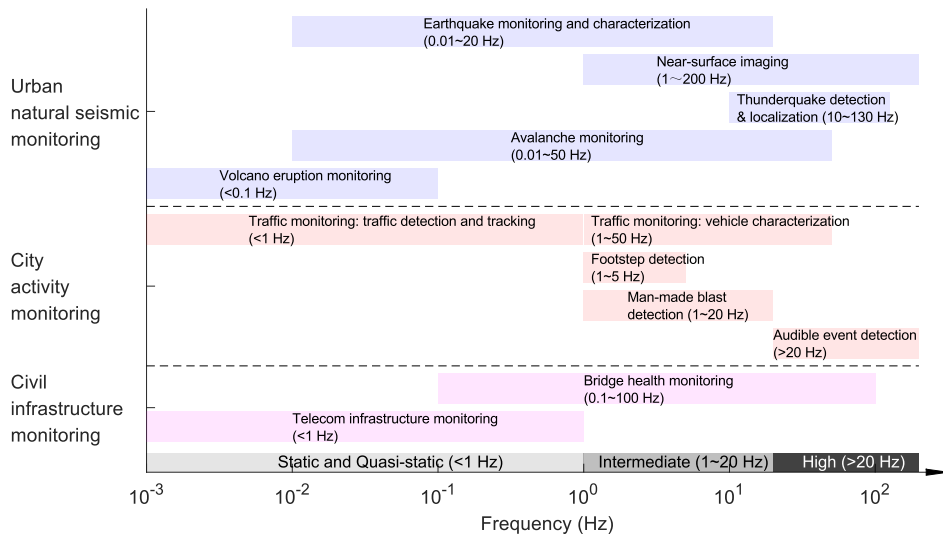 Earthquake monitoring and characterization
(0.01~20 Hz)
Near-surface imaging
(1～200 Hz)
Thunderquake detection
& localization (10~130 Hz)
Avalanche monitoring
(0.01~50 Hz)
Volcano eruption monitoring
(<0.1 Hz)
Urban
natural seismic
monitoring
Traffic monitoring: traffic detection and tracking
(<1 Hz)
Traffic monitoring: vehicle characterization
(1~50 Hz)
Footstep detection
(1~5 Hz)
Man-made blast
detection (1~20 Hz)
Audible event detection
(>20 Hz)
City
activity
monitoring
Bridge health monitoring
(0.1~100 Hz)
Telecom infrastructure monitoring
(<1 Hz)
Civil
infrastructure
monitoring
Static and Quasi-static (<1 Hz)
Intermediate (1~20 Hz)
High (>20 Hz)
10⁻³ 10⁻² 10⁻¹ 10⁰ 10¹ 10²
Frequency (Hz)